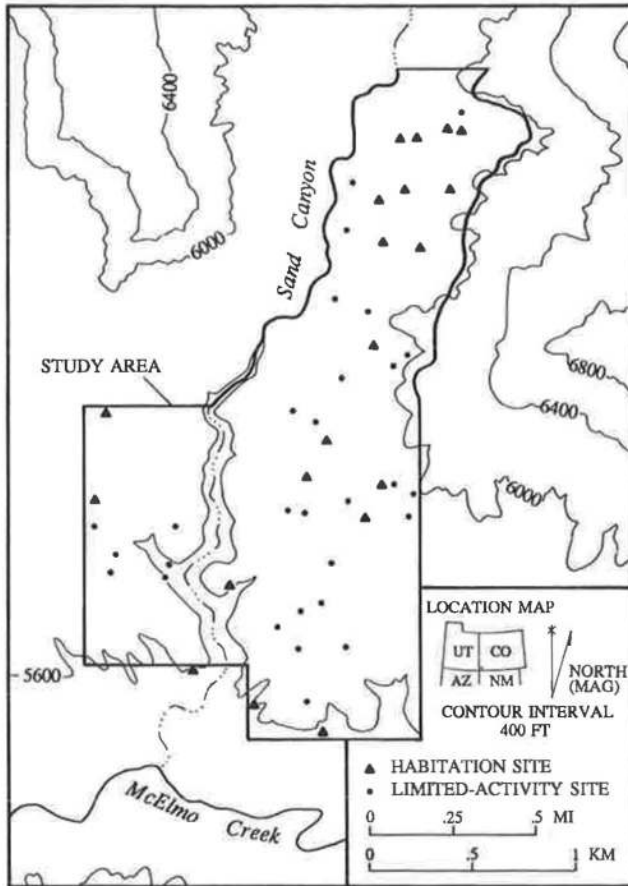 6400
6000
Sand Canyon
STUDY AREA
6800
6400
6000
5600
LOCATION MAP
UT CO
AZ NM
NORTH
(MAG)
CONTOUR INTERVAL
400 FT
McElmo Creek
▲ HABITATION SITE
• LIMITED-ACTIVITY SITE
0 .25 .5 MI
0 .5 1
KM